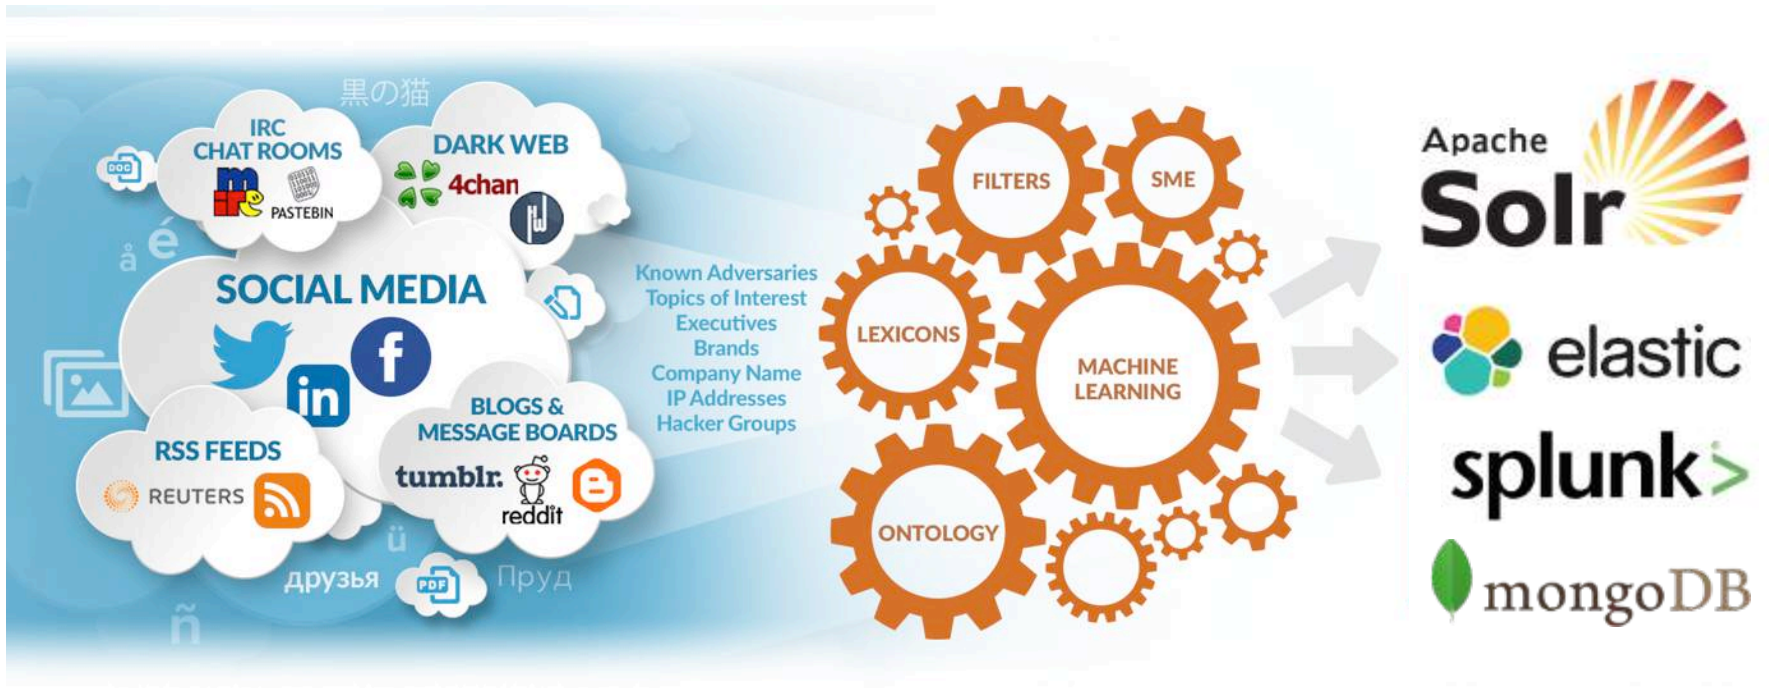 黒の猫
IRC
CHAT ROOMS
PASTEBIN
DOC
DARK WEB
4chan
é
å
SOCIAL MEDIA
f
in
RSS FEEDS
REUTERS
BLOGS &
MESSAGE BOARDS
tumblr.
reddit
ü
друзья
PDF
Пруд
ñ
Known Adversaries
Topics of Interest
Executives
Brands
Company Name
IP Addresses
Hacker Groups
FILTERS
SME
LEXICONS
MACHINE
LEARNING
ONTOLOGY
Apache
Solr
elastic
splunk>
mongoDB